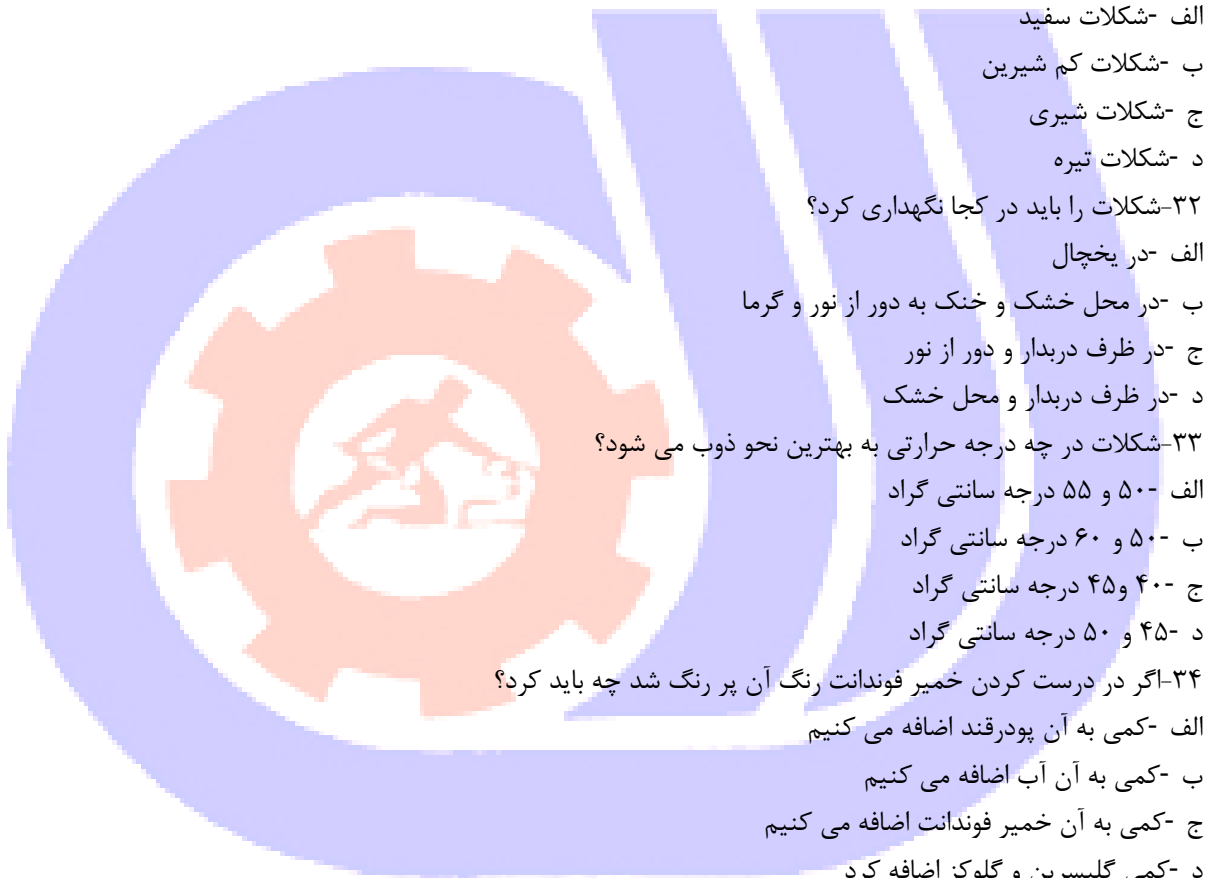 الف -شکلات سفید
ب -شکلات کم شیرین
ج -شکلات شیری
د -شکلات تیره
۳۲-شکلات را باید در کجا نگهداری کرد؟
الف -در یخچال
ب -در محل خشک و خنک به دور از نور و گرما
ج -در ظرف دربدار و دور از نور
د -در ظرف دربدار و محل خشک
۳۳-شکلات در چه درجه حرارتی به بهترین نحو ذوب می شود؟
الف -۵۰ و ۵۵ درجه سانتی گراد
ب -۵۰ و ۶۰ درجه سانتی گراد
ج -۴۰ و۴۵ درجه سانتی گراد
د -۴۵ و ۵۰ درجه سانتی گراد
۳۴-اگر در درست کردن خمیر فوندانت رنگ آن پر رنگ شد چه باید کرد؟
الف -کمی به آن پودرقند اضافه می کنیم
ب -کمی به آن آب اضافه می کنیم
ج -کمی به آن خمیر فوندانت اضافه می کنیم
د -کمی گلیسرین و گلوکز اضافه کرد